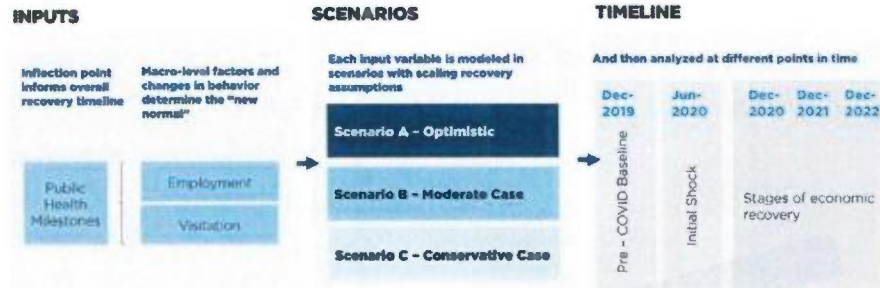 INPUTS
Inflection point
informs overall
recovery timeline
Macro-level factors and
changes in behavior
determine the "new
normal"
Public
Health
Milestones
Employment
Visitation
SCENARIOS
Each input variable is modeled in
scenarios with scaling recovery
assumptions
Scenario A - Optimistic
Scenario B - Moderate Case
Scenario C - Conservative Case
TIMELINE
And then analyzed at different points in time
Dec-
2019
Jun-
2020
Dec-
2020
Dec-
2021
Dec-
2022
Pre - COVID Baseline
Initial Shock
Stages of economic
recovery